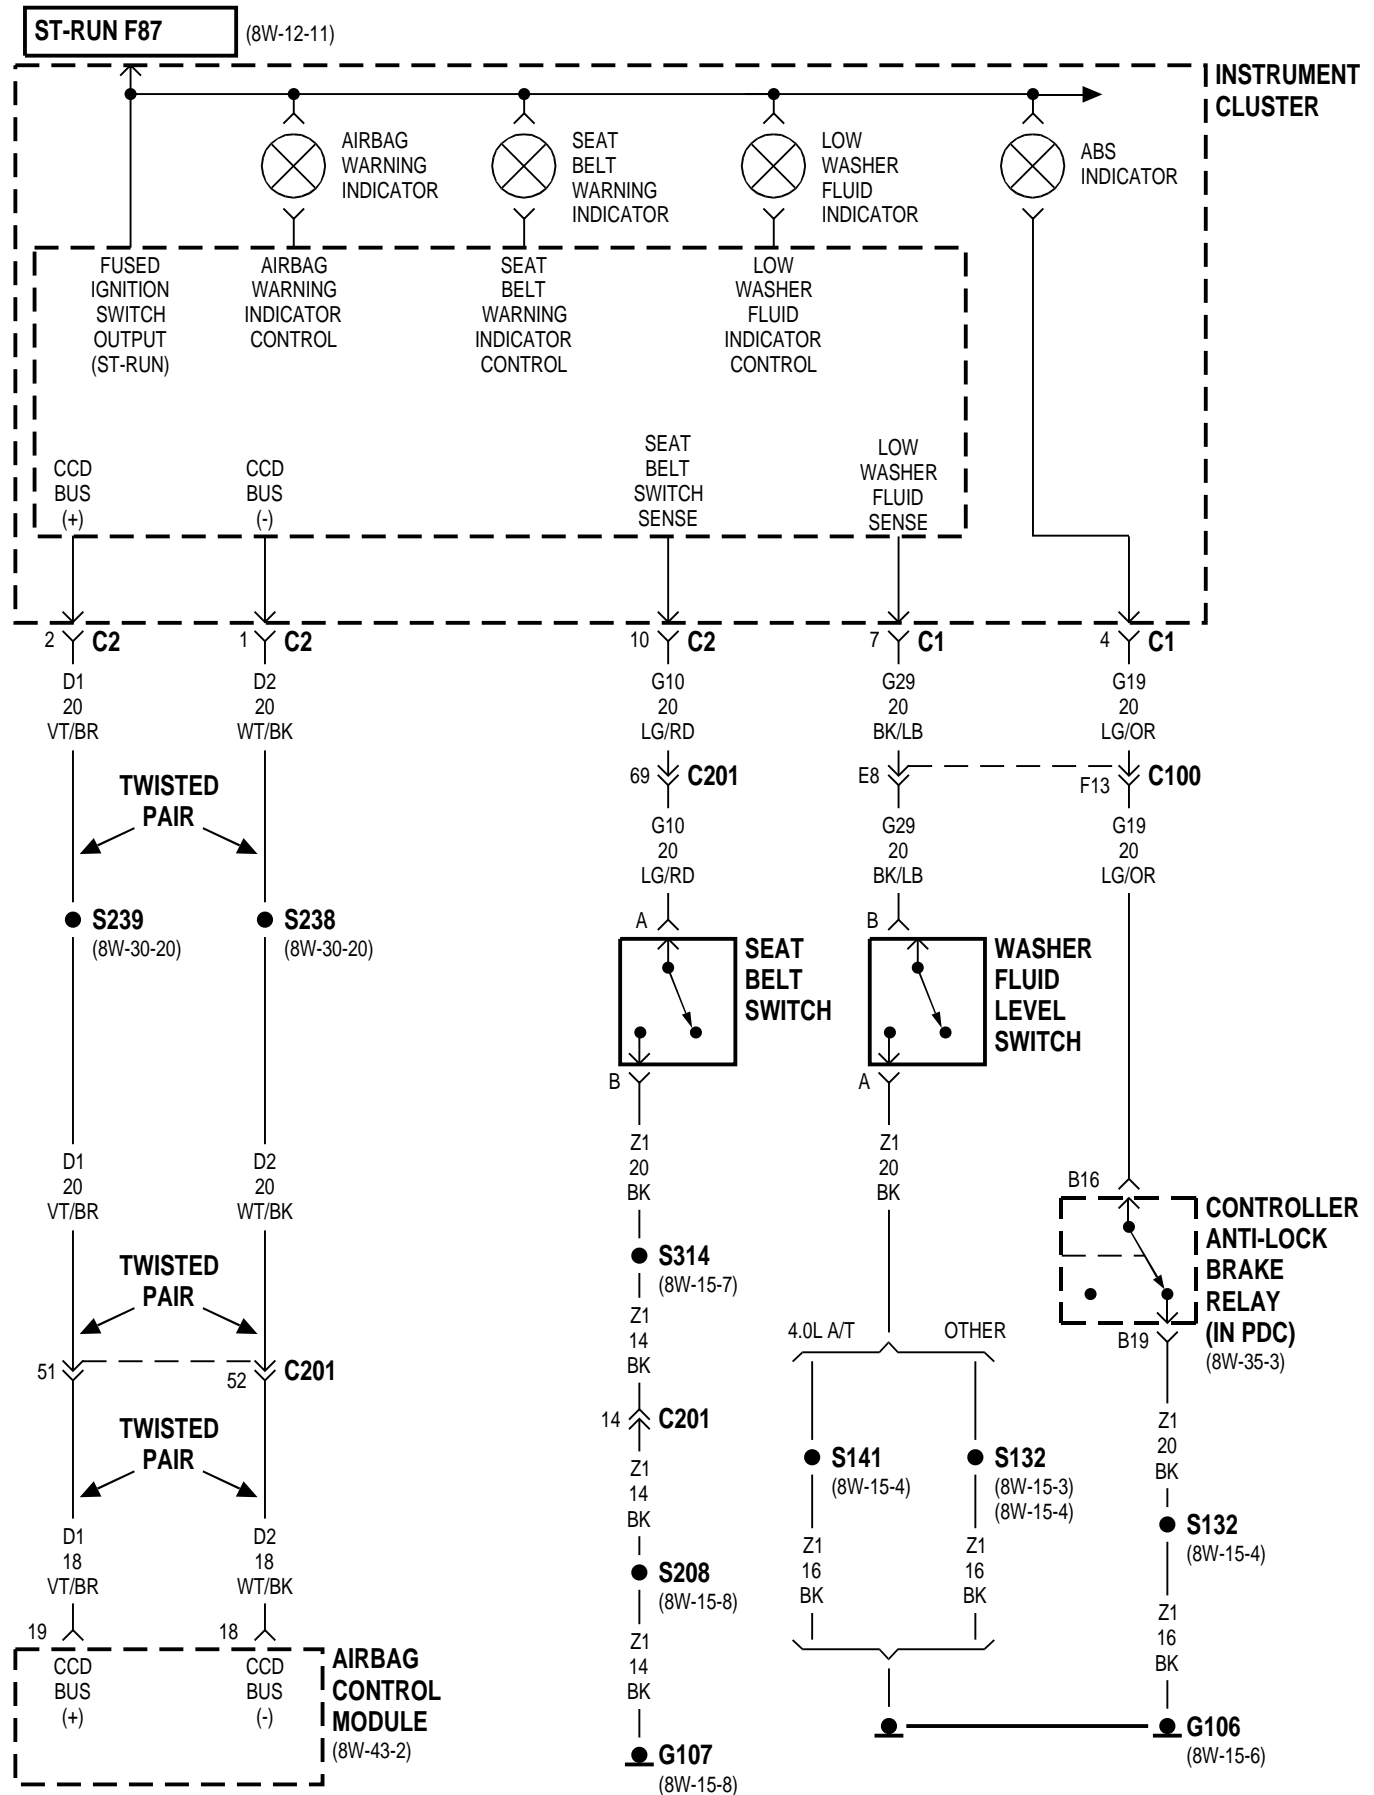 ST-RUN F87
(8W-12-11)
INSTRUMENT
CLUSTER
AIRBAG
WARNING
INDICATOR
SEAT
BELT
WARNING
INDICATOR
LOW
WASHER
FLUID
INDICATOR
ABS
INDICATOR
FUSED
IGNITION
SWITCH
OUTPUT
(ST-RUN)
AIRBAG
WARNING
INDICATOR
CONTROL
SEAT
BELT
WARNING
INDICATOR
CONTROL
LOW
WASHER
FLUID
INDICATOR
CONTROL
CCD
BUS
(+)
CCD
BUS
(-)
SEAT
BELT
SWITCH
SENSE
LOW
WASHER
FLUID
SENSE
2 C2
1 C2
10 C2
7 C1
4 C1
D1
20
VT/BR
D2
20
WT/BK
G10
20
LG/RD
G29
20
BK/LB
G19
20
LG/OR
TWISTED
PAIR
69 C201
E8
F13 C100
G10
20
LG/RD
G29
20
BK/LB
G19
20
LG/OR
S239
(8W-30-20)
S238
(8W-30-20)
A
SEAT
BELT
SWITCH
B
B
WASHER
FLUID
LEVEL
SWITCH
A
D1
20
VT/BR
D2
20
WT/BK
Z1
20
BK
Z1
20
BK
B16
CONTROLLER
ANTI-LOCK
BRAKE
RELAY
(IN PDC)
(8W-35-3)
B19
TWISTED
PAIR
S314
(8W-15-7)
Z1
14
BK
4.0L A/T
OTHER
51
52 C201
14 C201
TWISTED
PAIR
S141
(8W-15-4)
S132
(8W-15-3)
(8W-15-4)
Z1
20
BK
Z1
14
BK
S132
(8W-15-4)
D1
18
VT/BR
D2
18
WT/BK
S208
(8W-15-8)
Z1
16
BK
Z1
16
BK
Z1
16
BK
19
18
CCD
BUS
(+)
CCD
BUS
(-)
AIRBAG
CONTROL
MODULE
(8W-43-2)
Z1
14
BK
G107
(8W-15-8)
G106
(8W-15-6)